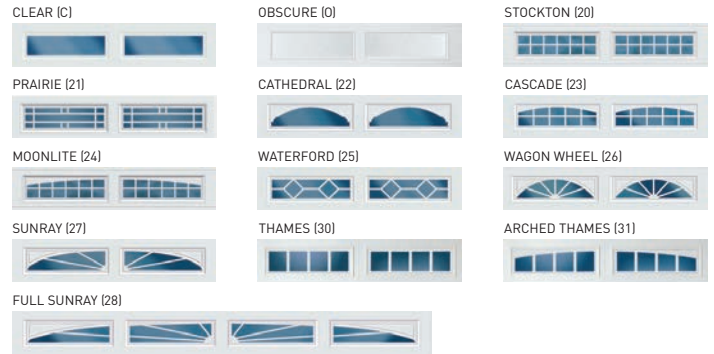 CLEAR (C)
OBSCURE (O)
STOCKTON (20)
PRAIRIE (21)
CATHEDRAL (22)
CASCADE (23)
MOONLITE (24)
WATERFORD (25)
WAGON WHEEL (26)
SUNRAY (27)
THAMES (30)
ARCHED THAMES (31)
FULL SUNRAY (28)